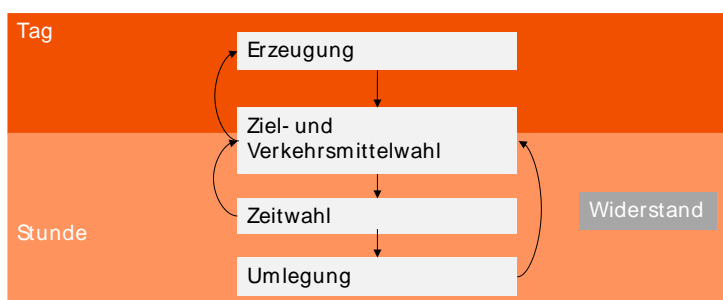 Tag
Erzeugung
Ziel- und
Verkehrsmittelwahl
Zeitwahl
Widerstand
Stunde
Umlegung